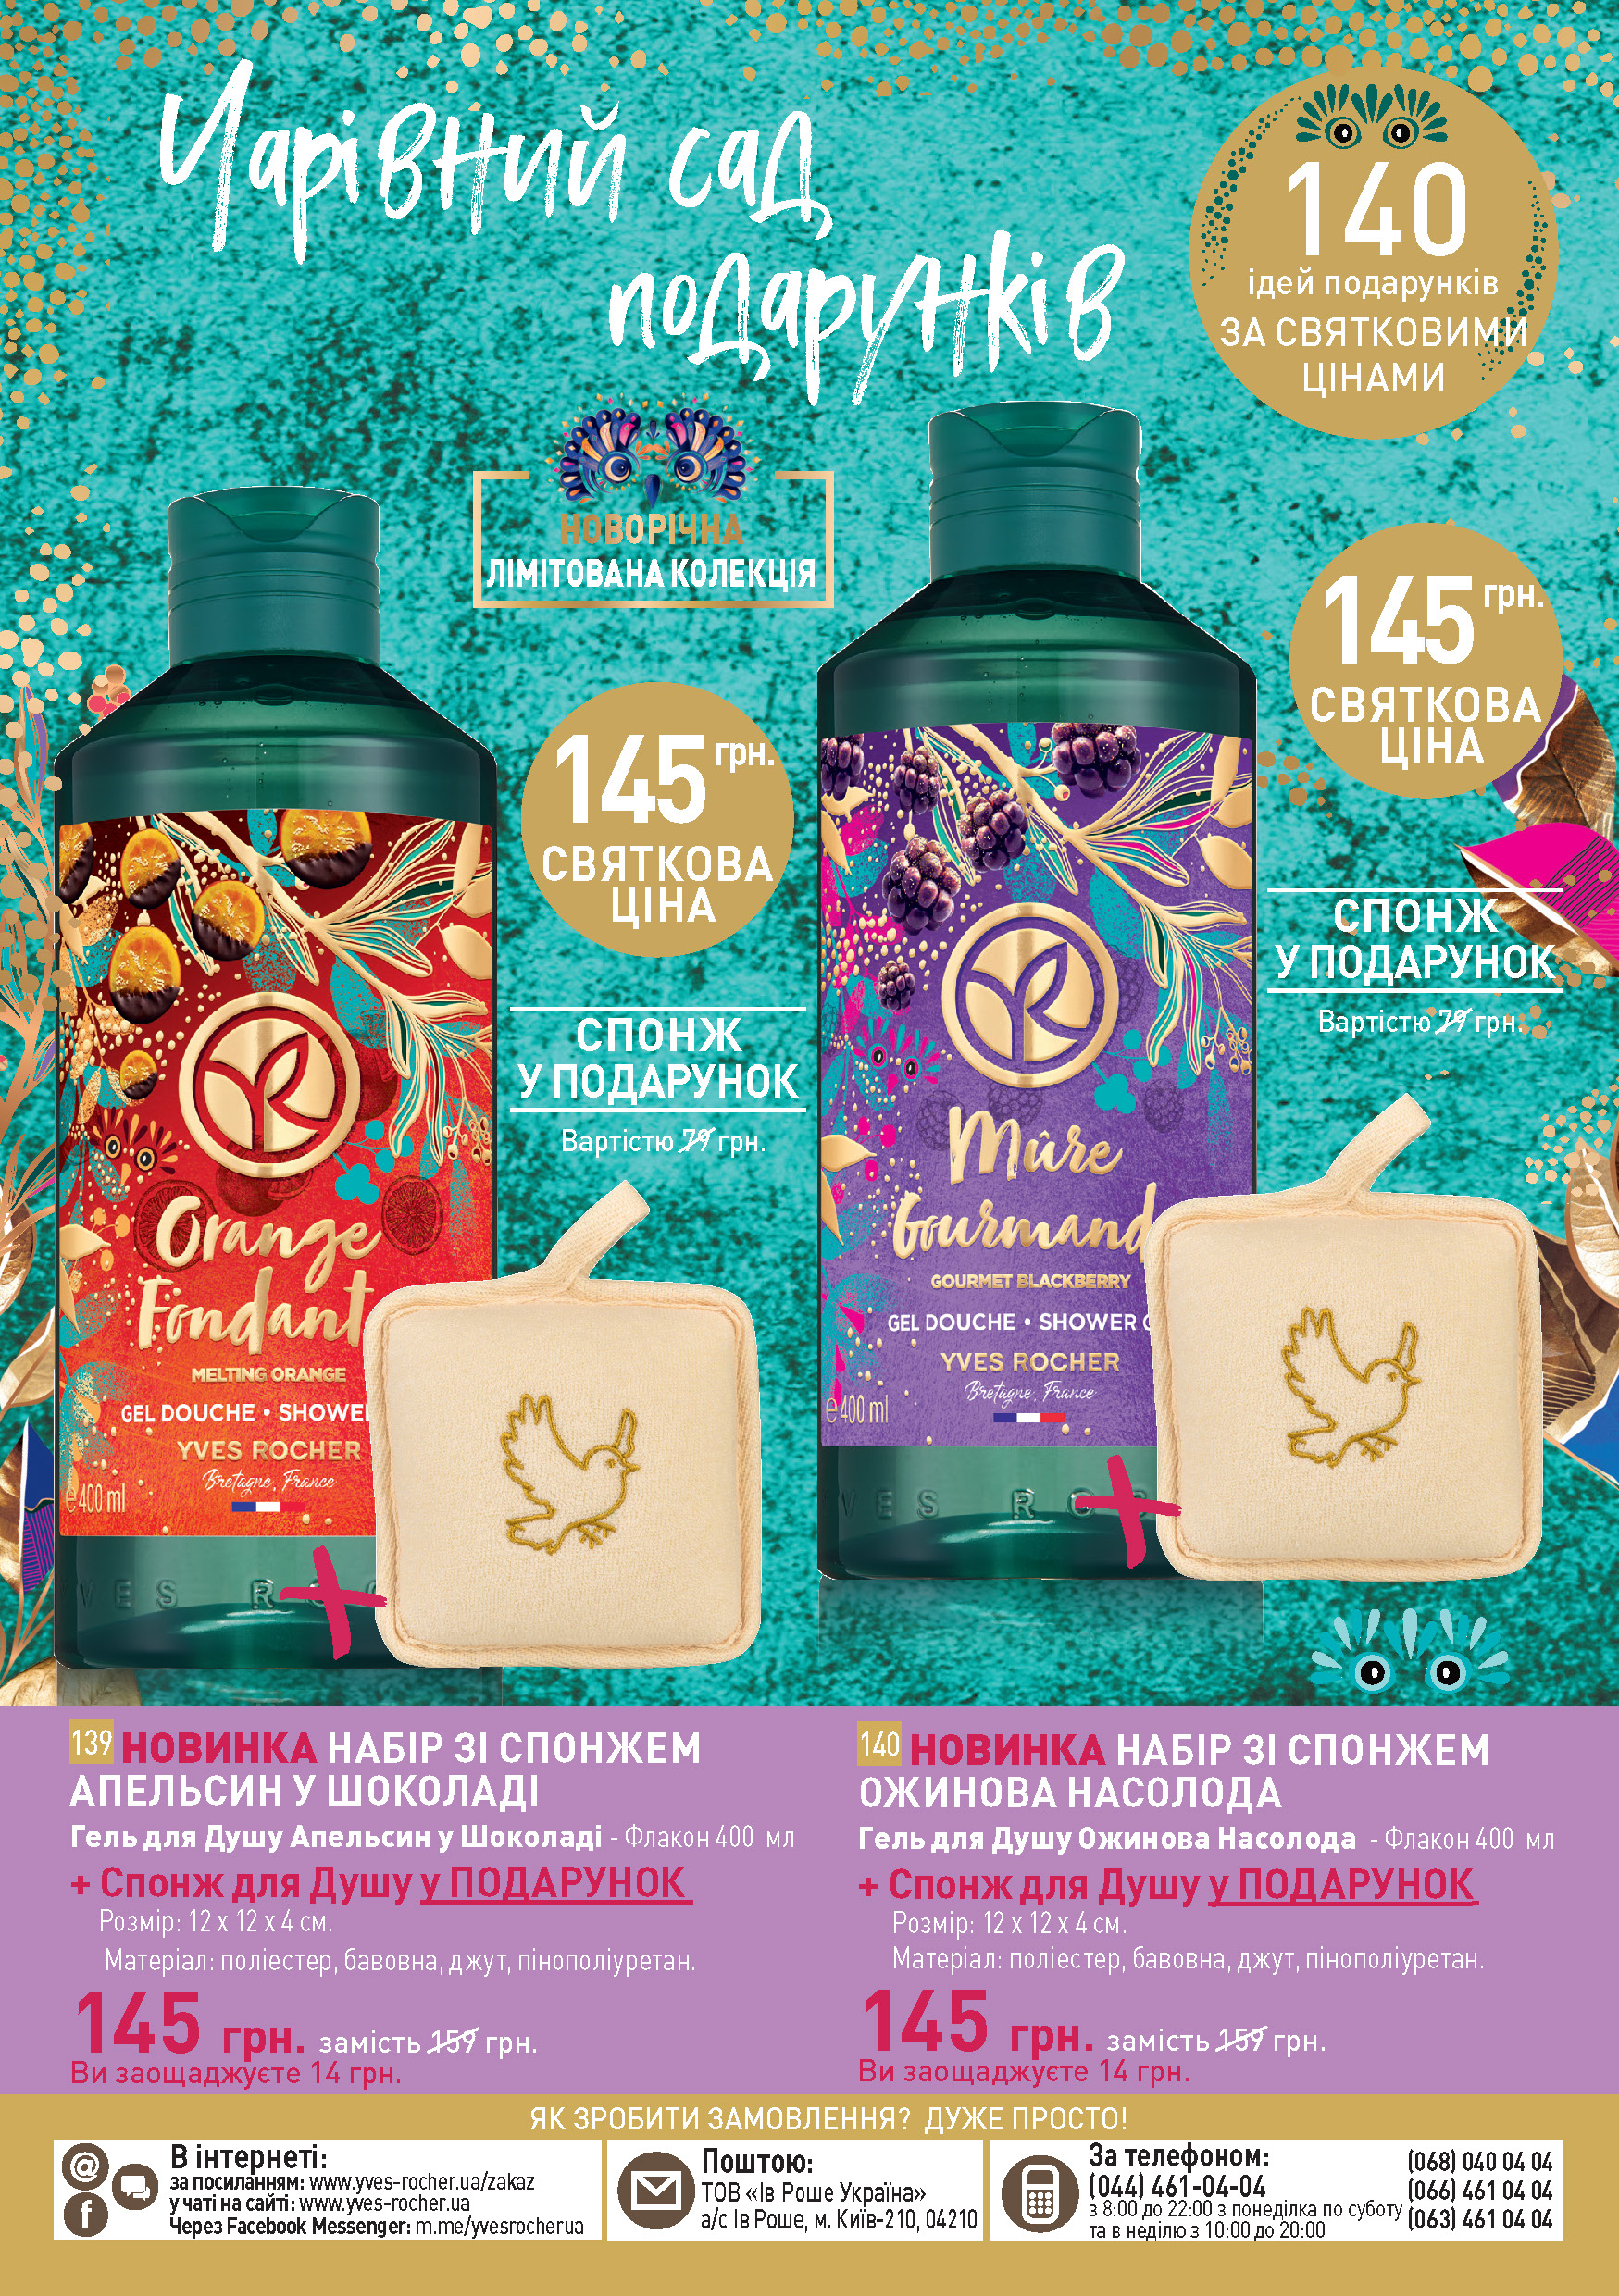 Чарівний сад
подарунків
140
ідей подарунків
ЗА СВЯТКОВИМИ
ЦІНАМИ
НОВОРІЧНА
ЛІМІТОВАНА КОЛЕКЦІЯ
145 грн.
СВЯТКОВА
ЦІНА
СПОНЖ
У ПОДАРУНОК
Вартістю 79 грн.
145 грн.
СВЯТКОВА
ЦІНА
СПОНЖ
У ПОДАРУНОК
Вартістю 79 грн.
Orange
Fondant
MELTING ORANGE
GEL DOUCHE • SHOWE
YVES ROCHER
Bretagne, France
e 400 ml
VES RO
Mûre
Gourmand
GOURMET BLACKBERRY
GEL DOUCHE • SHOWER G
YVES ROCHER
Bretagne, France
e 400 ml
VES RO
139 НОВИНКА НАБІР ЗІ СПОНЖЕМ
АПЕЛЬСИН У ШОКОЛАДІ
Гель для Душу Апельсин у Шоколаді - Флакон 400 мл
+ Спонж для Душу у ПОДАРУНОК
Розмір: 12 х 12 х 4 см.
Матеріал: поліестер, бавовна, джут, пінополіуретан.
145 грн. замість 159 грн.
Ви заощаджуєте 14 грн.
140 НОВИНКА НАБІР ЗІ СПОНЖЕМ
ОЖИНОВА НАСОЛОДА
Гель для Душу Ожинова Насолода - Флакон 400 мл
+ Спонж для Душу у ПОДАРУНОК
Розмір: 12 х 12 х 4 см.
Матеріал: поліестер, бавовна, джут, пінополіуретан.
145 грн. замість 159 грн.
Ви заощаджуєте 14 грн.
ЯК ЗРОБИТИ ЗАМОВЛЕННЯ? ДУЖЕ ПРОСТО!
В інтернеті:
за посиланням: www.yves-rocher.ua/zakaz
у чаті на сайті: www.yves-rocher.ua
Через Facebook Messenger: m.me/yvesrocherua
Поштою:
ТОВ «Ів Роше Україна»
а/с Ів Роше, м. Київ-210, 04210
За телефоном:
(044) 461-04-04
з 8:00 до 22:00 з понеділка по суботу
та в неділю з 10:00 до 20:00
(068) 040 04 04
(066) 461 04 04
(063) 461 04 04